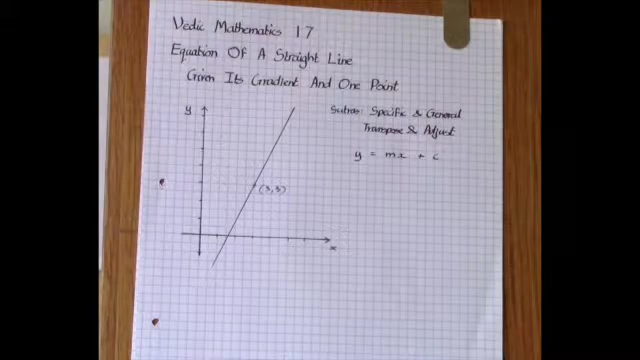 Vedic Mathematics 17
Equation Of A Straight Line
Given Its Gradient And One Point
Sutras: Specific & General
Transpose & Adjust
y = mx + c
y
(3,3)
x